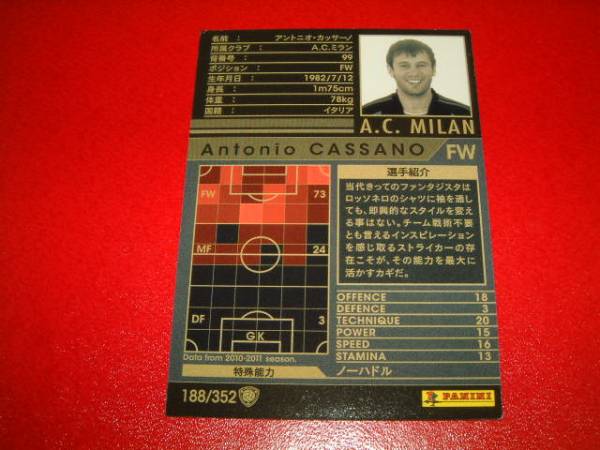 名前 : アントニオ・カッサーノ
所属クラブ : A.C.ミラン
背番号 : 99
ポジション : FW
生年月日 : 1982/7/12
身長 : 1m75cm
体重 : 78kg
国籍 : イタリア
A.C. MILAN
Antonio CASSANO FW
FW 73
MF 24
DF 3
GK
Data from 2010-2011 season.
選手紹介
当代きってのファンタジスタは
ロッソネロのシャツに袖を通し
ても、即興的なスタイルを変え
る事はない。チーム戦術不要
とも言えるインスピレーション
を感じ取るストライカーの存
在こそが、その能力を最大に
活かすカギだ。
OFFENCE 18
DEFENCE 3
TECHNIQUE 20
POWER 15
SPEED 16
STAMINA 13
特殊能力 ノーハドル
188/352
PANINI